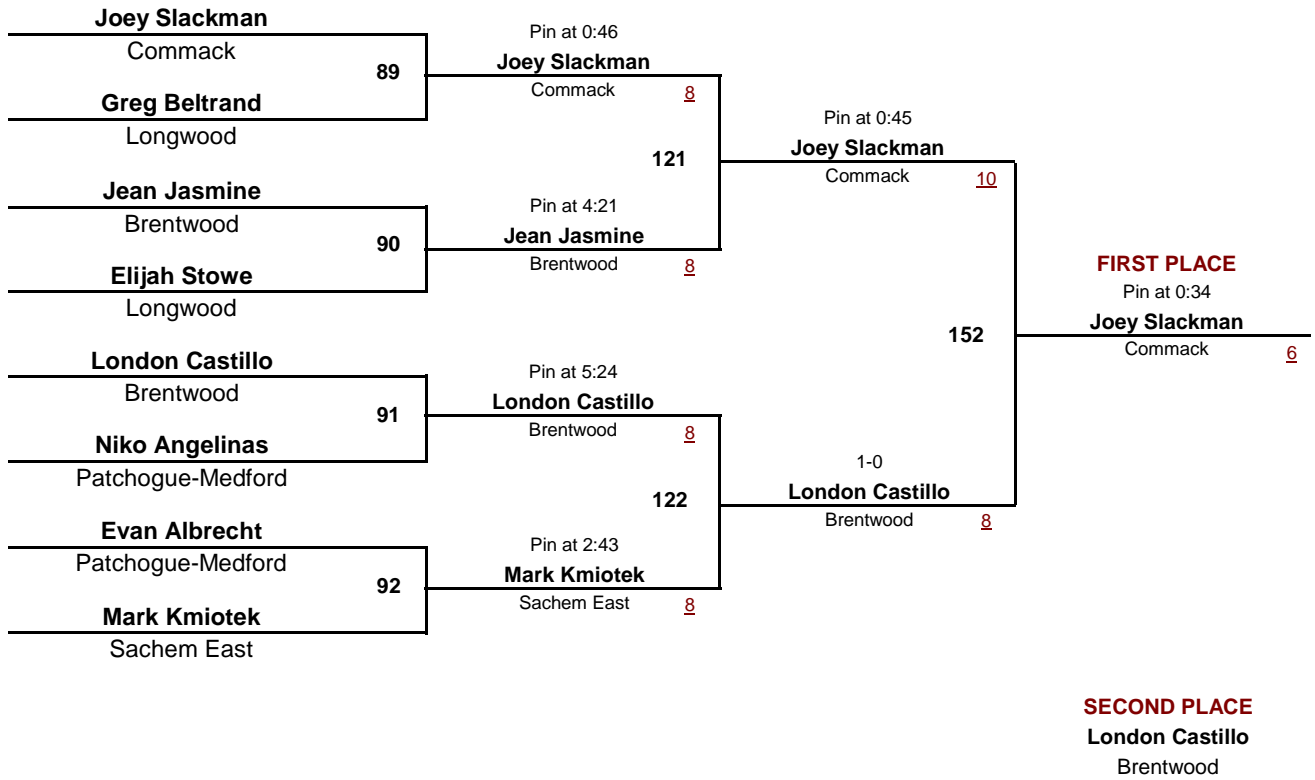 Joey Slackman
Commack
89
Greg Beltrand
Longwood
Jean Jasmine
Brentwood
90
Elijah Stowe
Longwood
London Castillo
Brentwood
91
Niko Angelinas
Patchogue-Medford
Evan Albrecht
Patchogue-Medford
92
Mark Kmiotek
Sachem East
Pin at 0:46
Joey Slackman
Commack 8
121
Pin at 4:21
Jean Jasmine
Brentwood 8
Pin at 5:24
London Castillo
Brentwood 8
122
Pin at 2:43
Mark Kmiotek
Sachem East 8
Pin at 0:45
Joey Slackman
Commack 10
152
1-0
London Castillo
Brentwood 8
FIRST PLACE
Pin at 0:34
Joey Slackman
Commack 6
SECOND PLACE
London Castillo
Brentwood